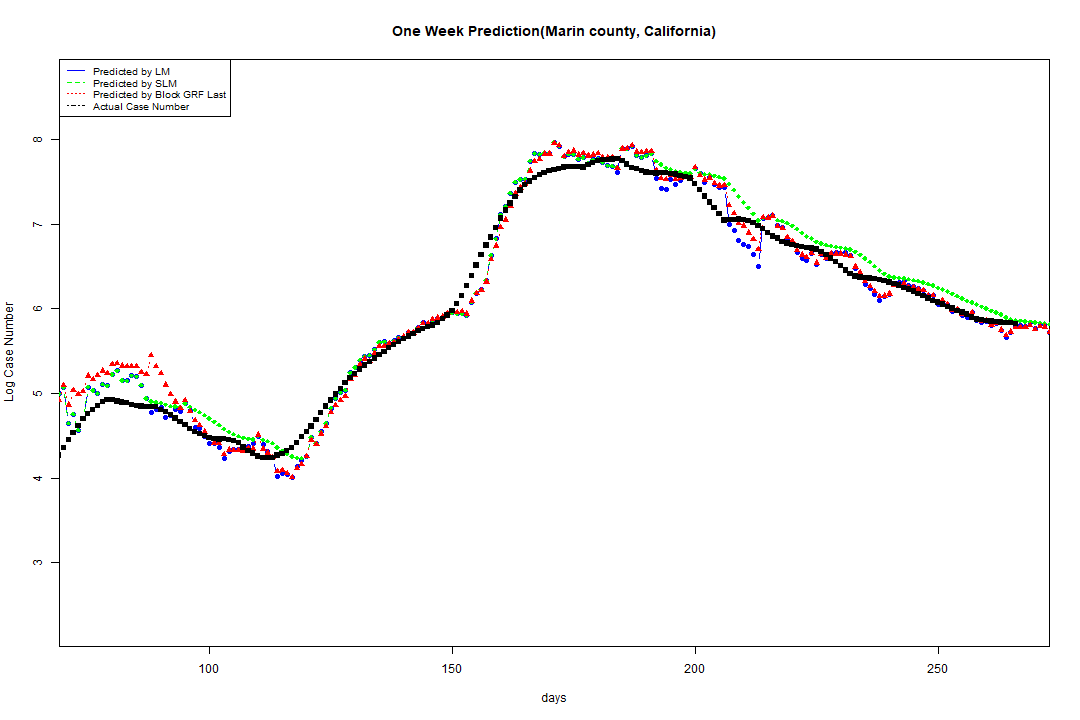 One Week Prediction(Marin county, California)
Predicted by LM
Predicted by SLM
Predicted by Block GRF Last
Actual Case Number
Log Case Number
8
7
6
5
4
3
100 150 200 250
days